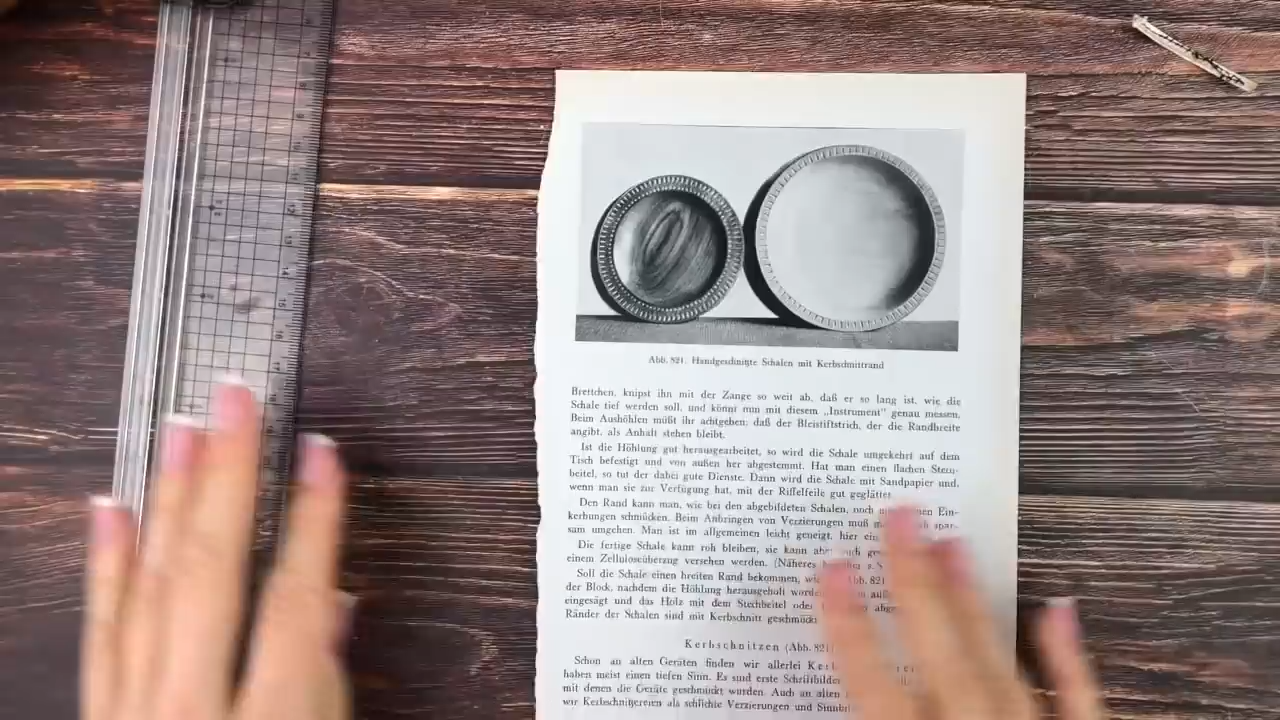 Abb. 821. Handgeschnitzte Schalen mit Kerbschnittrand
Brettchen, knipst ihn mit der Zange so weit ab, daß er so lang ist, wie die
Schale tief werden soll, und könnt nun mit diesem „Instrument" genau messen.
Beim Aushöhlen müßt ihr achtgeben, daß der Bleistiftstrich, der die Randbreite
angibt, als Anhalt stehen bleibt.
Ist die Höhlung gut herausgearbeitet, so wird die Schale umgekehrt auf dem
Tisch befestigt und von außen her abgestemmt. Hat man einen flachen Stech-
beitel, so tut der dabei gute Dienste. Dann wird die Schale mit Sandpapier und,
wenn man sie zur Verfügung hat, mit der Riffelfeile gut geglättet.
Den Rand kann man, wie bei den abgebildeten Schalen, noch Ein-
kerbungen schmücken. Beim Anbringen von Verzierungen muß spar-
sam umgehen. Man ist im allgemeinen leicht geneigt, hier
Die fertige Schale kann roh bleiben, sie kann
einem Zelluloseüberzug versehen werden. (Näheres
Soll die Schale einen breiten Rand bekommen, Abb. 821
der Block, nachdem die Höhlung herausgeholt
eingesägt und das Holz mit dem Stechbeitel
Ränder der Schalen sind mit Kerbschnitt geschmückt
Kerbschnitzen (Abb. 821
Schon an alten Geräten finden wir allerlei
haben meist einen tiefen Sinn. Es sind erste
mit denen die Geräte geschmückt wurden. Auch an alten
wir Kerbschnitzereien als schlichte Verzierungen und